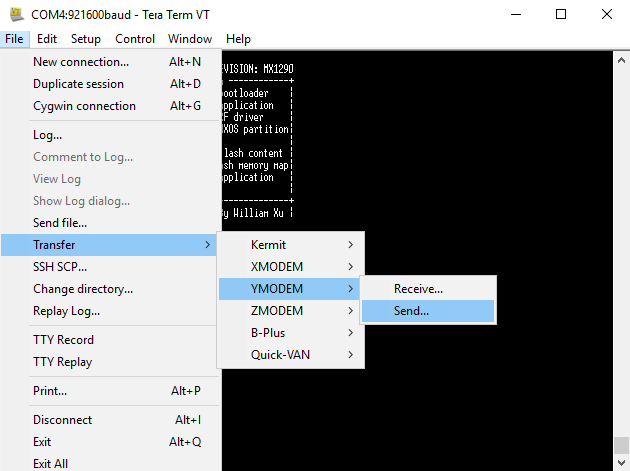 COM4:921600baud - Tera Term VT
File Edit Setup Control Window Help
New connection... Alt+N
Duplicate session Alt+D
Cygwin connection Alt+G
Log...
Comment to Log...
View Log
Show Log dialog...
Send file...
Transfer
SSH SCP...
Change directory...
Replay Log...
TTY Record
TTY Replay
Print... Alt+P
Disconnect Alt+I
Exit Alt+Q
Exit All
Kermit
XMODEM
YMODEM
ZMODEM
B-Plus
Quick-VAN
Receive...
Send...
EVISION: MX1290
------------+
ootloader |
pplication |
F driver |
XOS partition|
|
lash content |
sh memory map|
pplication |
|
------------+
y William Xu |